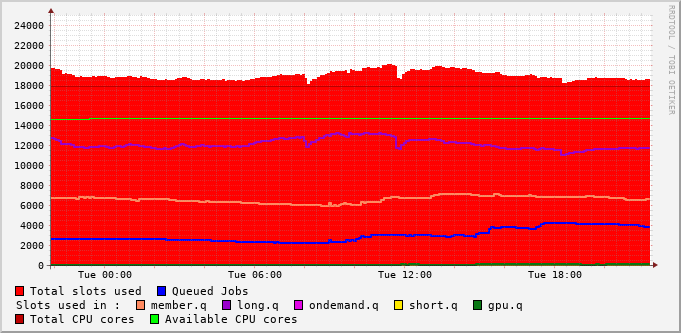 24000
22000
20000
18000
16000
14000
12000
10000
8000
6000
4000
2000
0
Tue 00:00 Tue 06:00 Tue 12:00 Tue 18:00
Total slots used Queued Jobs
Slots used in : member.q long.q ondemand.q short.q gpu.q
Total CPU cores Available CPU cores
RRDTOOL / TOBI OETIKER